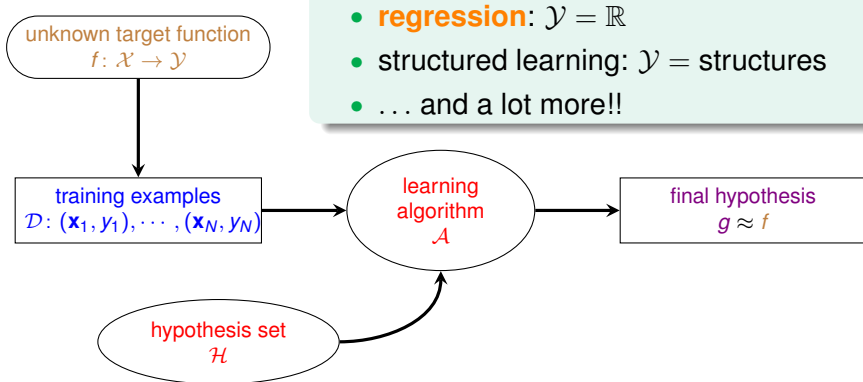 • regression: 𝒴 = ℝ
• structured learning: 𝒴 = structures
• . . . and a lot more!!
unknown target function
f : 𝒳 → 𝒴
training examples
𝒟 : (x₁, y₁), ⋯ , (x_N, y_N)
learning
algorithm
𝒜
final hypothesis
g ≈ f
hypothesis set
ℋ